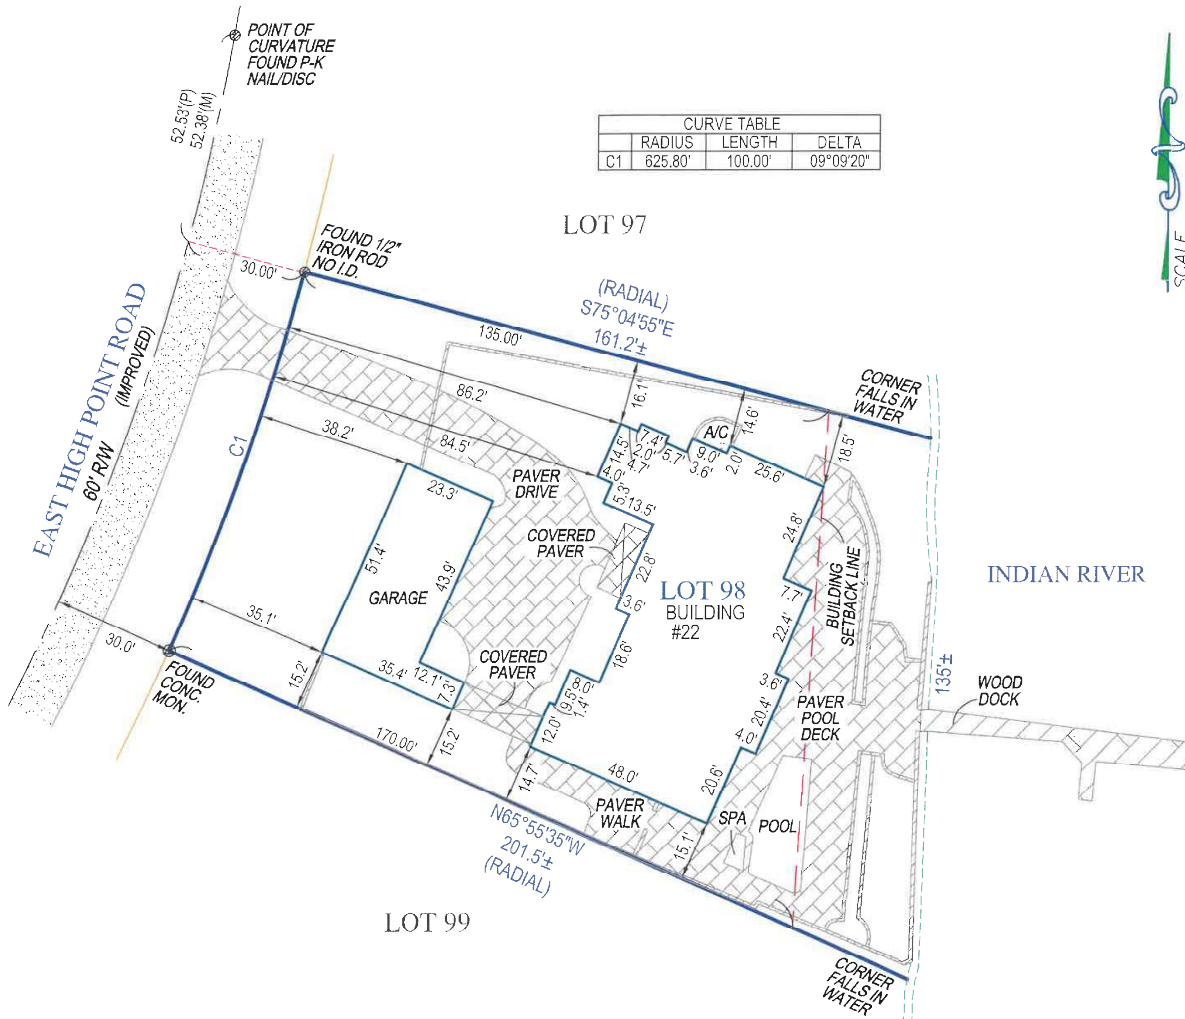 POINT OF
CURVATURE
FOUND P-K
NAIL/DISC
52.53'(P)
52.38'(M)
CURVE TABLE
RADIUS LENGTH DELTA
C1 625.80' 100.00' 09°09'20"
SCALE
LOT 97
FOUND 1/2"
IRON ROD
NO I.D.
30.00'
(RADIAL)
S75°04'55"E
161.2'±
135.00'
EAST HIGH POINT ROAD
(IMPROVED)
60' R/W
C1
CORNER
FALLS IN
WATER
86.2'
16.1'
14.6'
18.5'
38.2'
84.5'
A/C
14.5'
7.4'
2.0'
4.7'
5.7'
9.0'
3.6'
2.0'
25.6'
4.0'
5.3'
13.5'
23.3'
PAVER
DRIVE
COVERED
PAVER
22.8'
24.8'
51.4'
43.9'
GARAGE
LOT 98
BUILDING
#22
3.6'
7.7'
22.4'
BUILDING
SETBACK LINE
INDIAN RIVER
35.1'
30.0'
FOUND
CONC.
MON.
15.2'
35.4'
12.1'
7.3'
COVERED
PAVER
18.6'
8.0'
9.5'
1.4'
12.0'
3.6'
20.4'
4.0'
PAVER
POOL
DECK
135'±
WOOD
DOCK
170.00'
15.2'
14.7'
48.0'
20.6'
PAVER
WALK
SPA
POOL
15.1'
N65°55'35"W
201.5'±
(RADIAL)
LOT 99
CORNER
FALLS IN
WATER